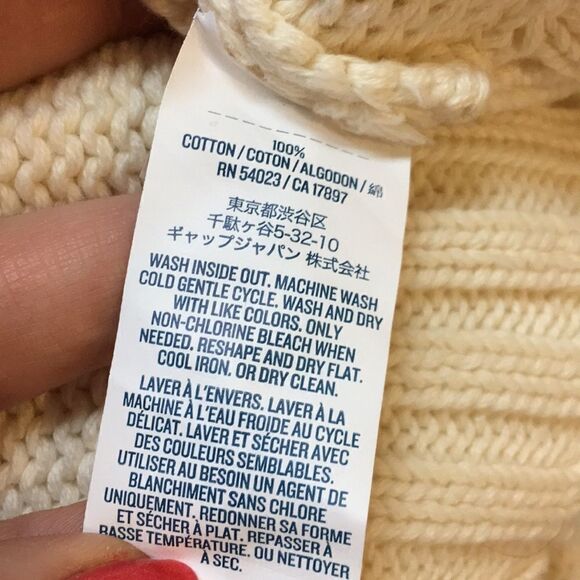 100%
COTTON / COTON / ALGODON / 綿
RN 54023 / CA 17897
東京都渋谷区
千駄ヶ谷5-32-10
ギャップジャパン 株式会社
WASH INSIDE OUT. MACHINE WASH
COLD GENTLE CYCLE. WASH AND DRY
WITH LIKE COLORS. ONLY
NON-CHLORINE BLEACH WHEN
NEEDED. RESHAPE AND DRY FLAT.
COOL IRON. OR DRY CLEAN.
LAVER À L'ENVERS. LAVER À LA
MACHINE À L'EAU FROIDE AU CYCLE
DÉLICAT. LAVER ET SÉCHER AVEC
DES COULEURS SEMBLABLES.
UTILISER AU BESOIN UN AGENT DE
BLANCHIMENT SANS CHLORE
UNIQUEMENT. REDONNER SA FORME
ET SÉCHER À PLAT. REPASSER À
BASSE TEMPÉRATURE. OU NETTOYER
À SEC.